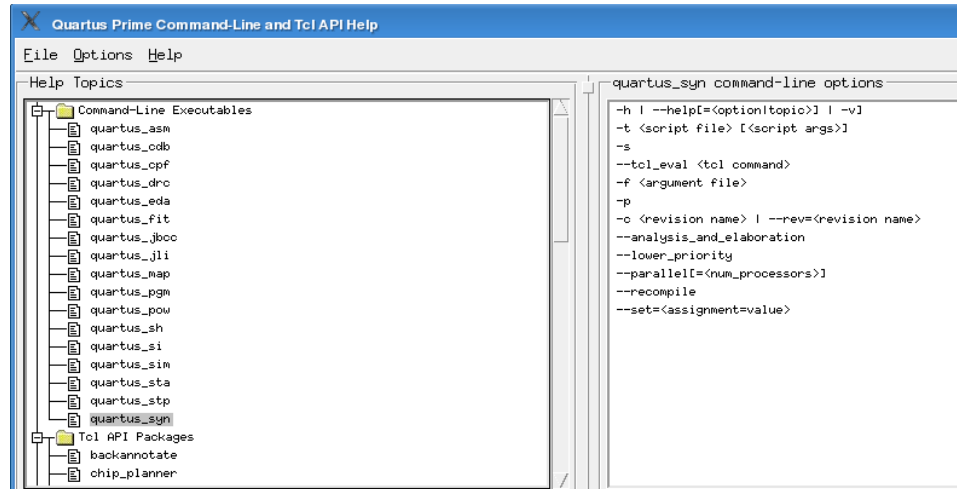 Quartus Prime Command-Line and Tcl API Help
File Options Help
Help Topics
Command-Line Executables
quartus_asm
quartus_cdb
quartus_cpf
quartus_drc
quartus_eda
quartus_fit
quartus_jbcc
quartus_jli
quartus_map
quartus_pgm
quartus_pow
quartus_sh
quartus_si
quartus_sim
quartus_sta
quartus_stp
quartus_syn
Tcl API Packages
backannotate
chip_planner
quartus_syn command-line options
-h | --help[=<option|topic>] | -v]
-t <script file> [<script args>]
-s
--tcl_eval <tcl command>
-f <argument file>
-p
-c <revision name> | --rev=<revision name>
--analysis_and_elaboration
--lower_priority
--parallel[=<num_processors>]
--recompile
--set=<assignment=value>